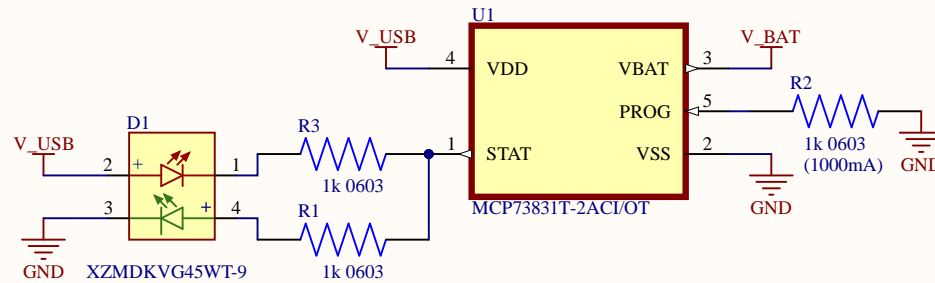 U1
V_USB
V_BAT
4
VDD
VBAT
3
R2
PROG
5
1k 0603
(1000mA)
GND
D1
R3
V_USB
2
+
1
1k 0603
1
STAT
VSS
2
GND
3
+
4
R1
MCP73831T-2ACI/OT
GND
XZMDKVG45WT-9
1k 0603